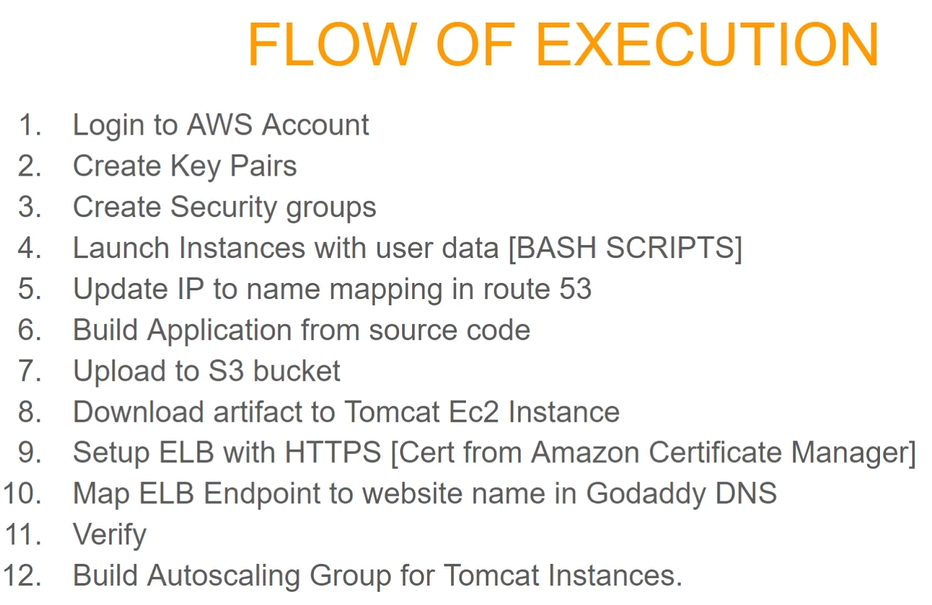 FLOW OF EXECUTION
1. Login to AWS Account
2. Create Key Pairs
3. Create Security groups
4. Launch Instances with user data [BASH SCRIPTS]
5. Update IP to name mapping in route 53
6. Build Application from source code
7. Upload to S3 bucket
8. Download artifact to Tomcat Ec2 Instance
9. Setup ELB with HTTPS [Cert from Amazon Certificate Manager]
10. Map ELB Endpoint to website name in Godaddy DNS
11. Verify
12. Build Autoscaling Group for Tomcat Instances.